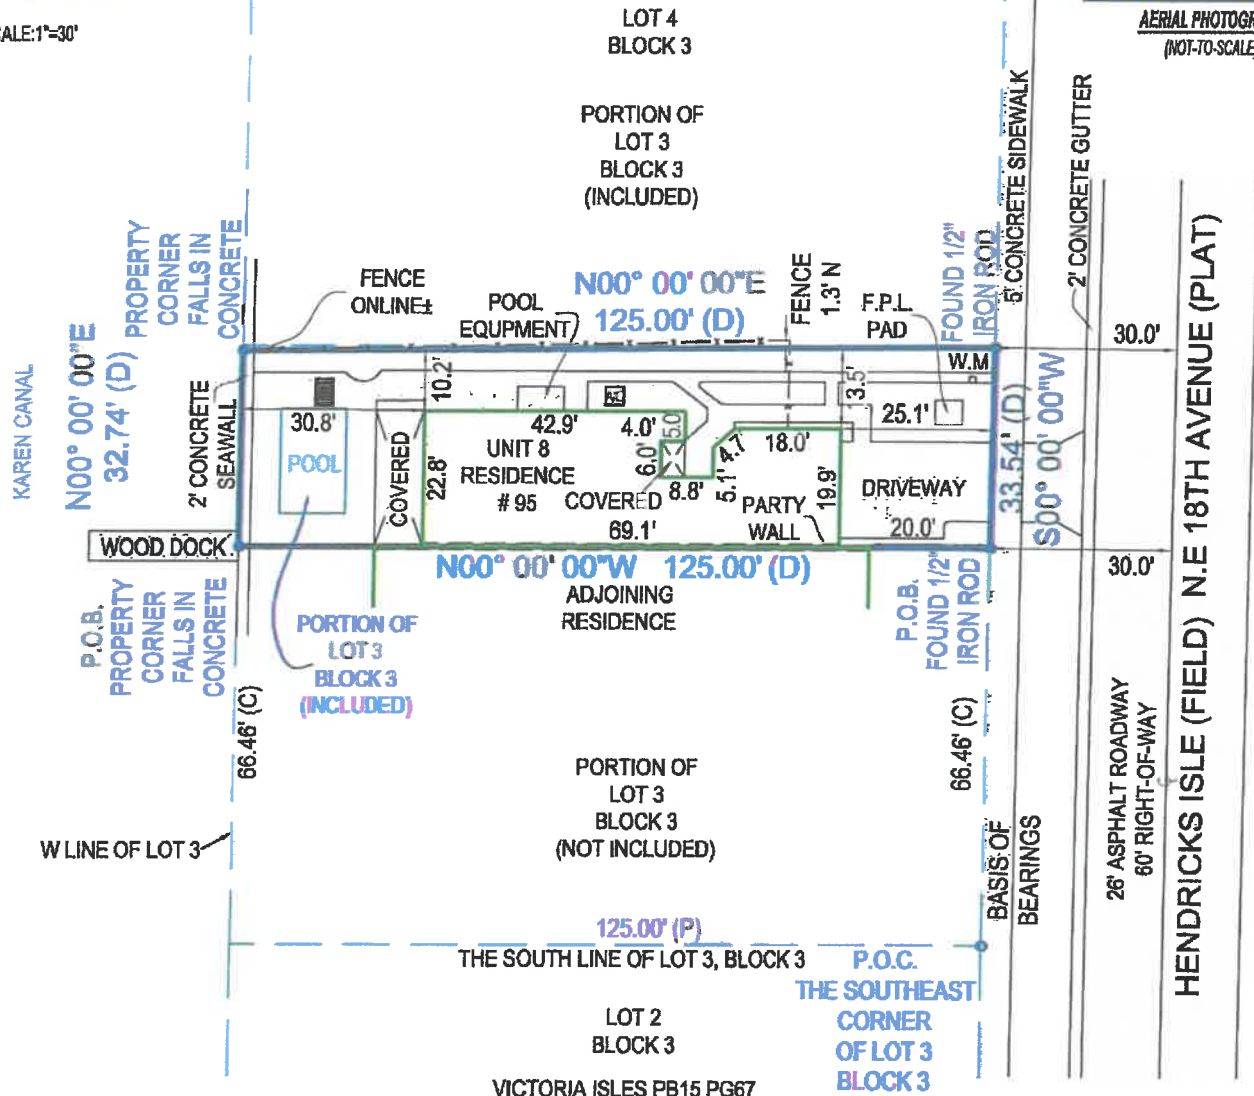 CALE:1"=30'
LOT 4
BLOCK 3
AERIAL PHOTOGR
(NOT-TO-SCALE
PORTION OF
LOT 3
BLOCK 3
(INCLUDED)
5' CONCRETE SIDEWALK
2' CONCRETE GUTTER
PROPERTY
CORNER
FALLS IN
CONCRETE
FENCE
ONLINE±
POOL
EQUPMENT
N00° 00' 00"E
125.00' (D)
FENCE
1.3' N
F.P.L.
PAD
FOUND 1/2"
IRON ROD
30.0'
W.M
KAREN CANAL
N00° 00' 00"E
32.74' (D)
2' CONCRETE
SEAWALL
30.8'
POOL
COVERED
10.2'
22.8'
42.9'
4.0'
5.0
UNIT 8
RESIDENCE
# 95
COVERED
6.0'
8.8'
5.1'
4.7'
18.0'
3.5'
25.1'
69.1'
PARTY
WALL
19.9'
DRIVEWAY
20.0'
33.54' (D)
S00° 00' 00"W
WOOD DOCK
N00° 00' 00"W 125.00' (D)
30.0'
ADJOINING
RESIDENCE
P.O.B.
PROPERTY
CORNER
FALLS IN
CONCRETE
PORTION OF
LOT 3
BLOCK 3
(INCLUDED)
P.O.B.
FOUND 1/2"
IRON ROD
66.46' (C)
66.46' (C)
PORTION OF
LOT 3
BLOCK 3
(NOT INCLUDED)
W LINE OF LOT 3
BASIS OF
BEARINGS
26' ASPHALT ROADWAY
60' RIGHT-OF-WAY
HENDRICKS ISLE (FIELD) N.E 18TH AVENUE (PLAT)
125.00' (P)
THE SOUTH LINE OF LOT 3, BLOCK 3
P.O.C.
THE SOUTHEAST
CORNER
OF LOT 3
BLOCK 3
LOT 2
BLOCK 3
VICTORIA ISLES PB15 PG67